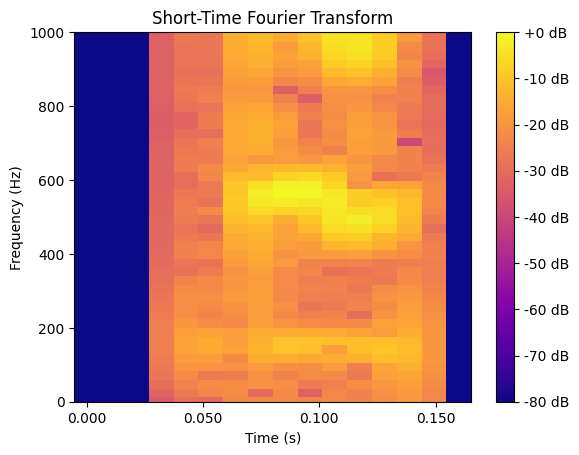 Short-Time Fourier Transform
Frequency (Hz)
1000
800
600
400
200
0
0.000
0.050
0.100
0.150
Time (s)
+0 dB
-10 dB
-20 dB
-30 dB
-40 dB
-50 dB
-60 dB
-70 dB
-80 dB